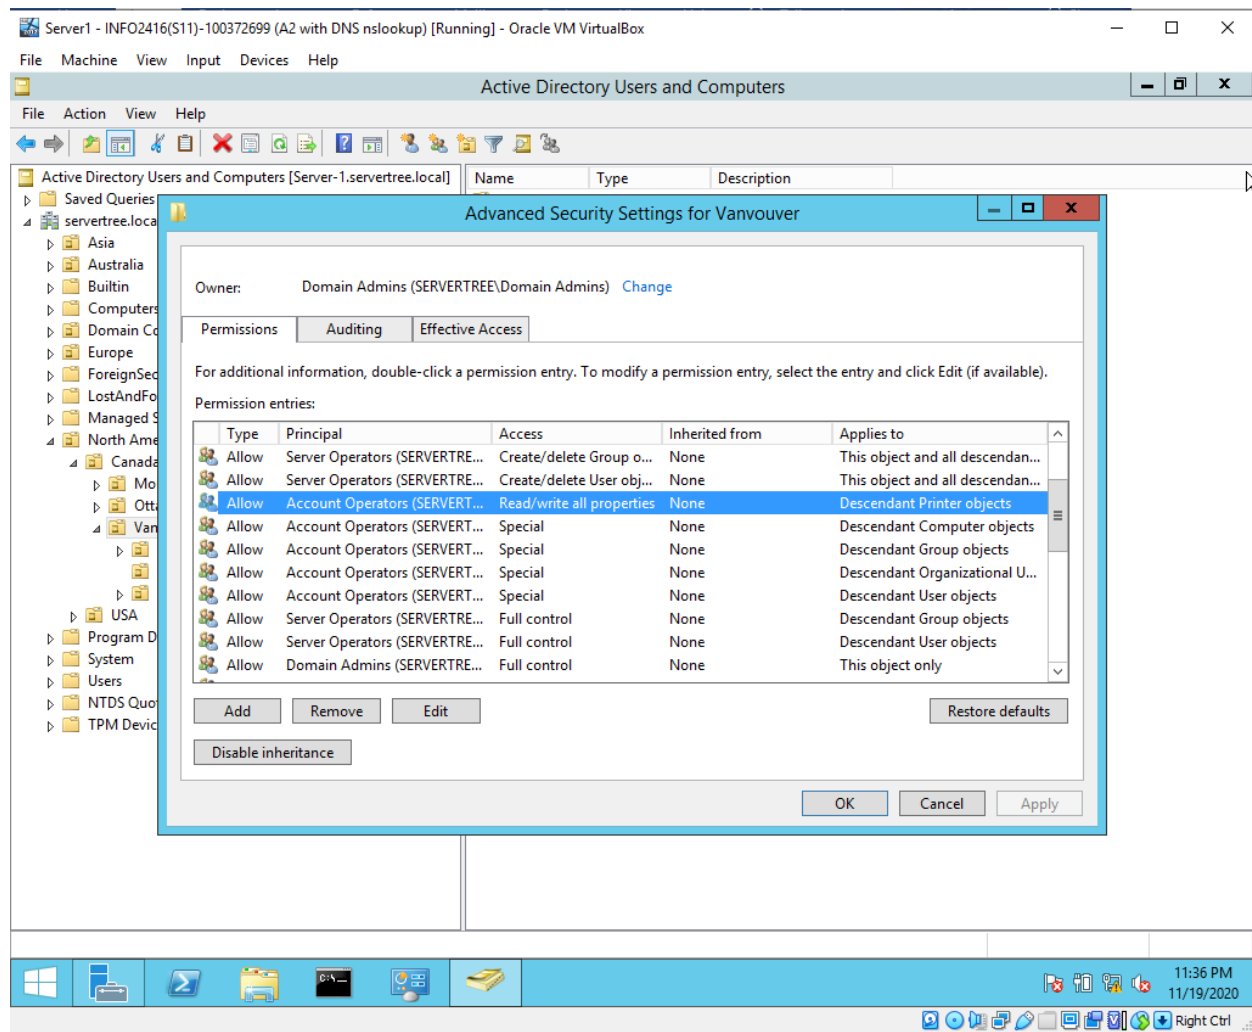 Server1 - INFO2416(S11)-100372699 (A2 with DNS nslookup) [Running] - Oracle VM VirtualBox
File Machine View Input Devices Help
Active Directory Users and Computers
File Action View Help
Active Directory Users and Computers [Server-1.servertree.local]
Name Type Description
Saved Queries
servertree.loca
Asia
Australia
Builtin
Computers
Domain Co
Europe
ForeignSec
LostAndFo
Managed S
North Ame
Canada
Mo
Otta
Van
USA
Program D
System
Users
NTDS Quo
TPM Devic
Advanced Security Settings for Vanvouver
Owner: Domain Admins (SERVERTREE\Domain Admins) Change
Permissions Auditing Effective Access
For additional information, double-click a permission entry. To modify a permission entry, select the entry and click Edit (if available).
Permission entries:
Type Principal Access Inherited from Applies to
Allow Server Operators (SERVERTRE... Create/delete Group o... None This object and all descendan...
Allow Server Operators (SERVERTRE... Create/delete User obj... None This object and all descendan...
Allow Account Operators (SERVERT... Read/write all properties None Descendant Printer objects
Allow Account Operators (SERVERT... Special None Descendant Computer objects
Allow Account Operators (SERVERT... Special None Descendant Group objects
Allow Account Operators (SERVERT... Special None Descendant Organizational U...
Allow Account Operators (SERVERT... Special None Descendant User objects
Allow Server Operators (SERVERTRE... Full control None Descendant Group objects
Allow Server Operators (SERVERTRE... Full control None Descendant User objects
Allow Domain Admins (SERVERTRE... Full control None This object only
Add Remove Edit Restore defaults
Disable inheritance
OK Cancel Apply
11:36 PM
11/19/2020
Right Ctrl